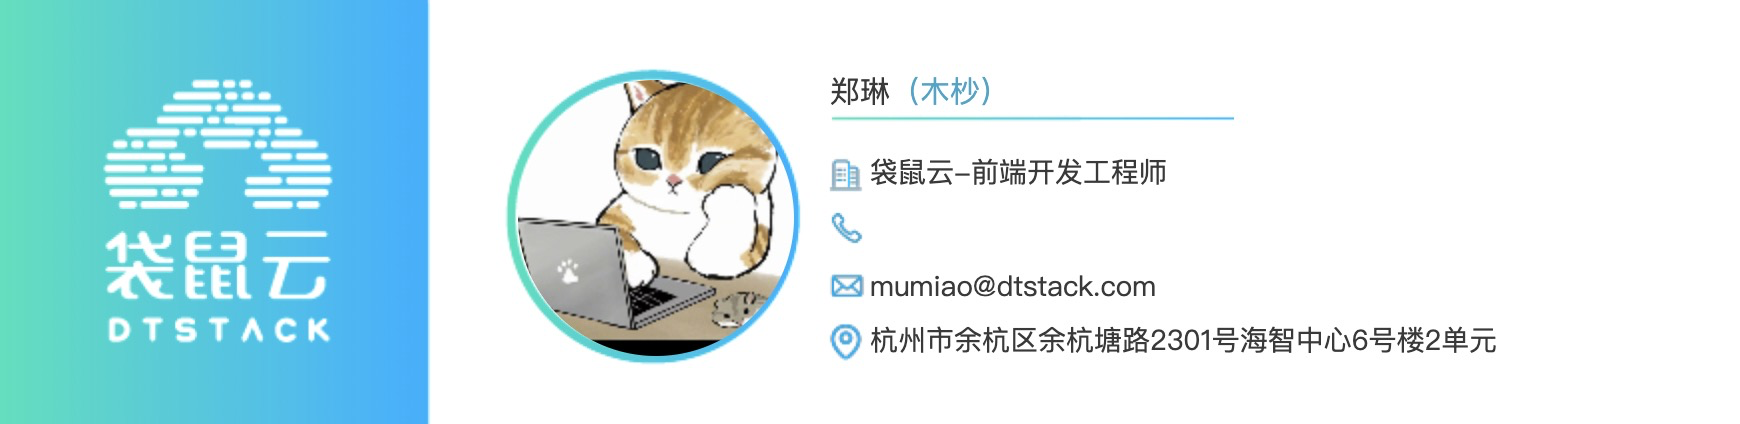 袋鼠云
DTSTACK
郑琳（木杪）
袋鼠云-前端开发工程师
mumiao@dtstack.com
杭州市余杭区余杭塘路2301号海智中心6号楼2单元